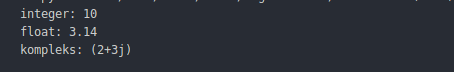 integer: 10
float: 3.14
kompleks: (2+3j)